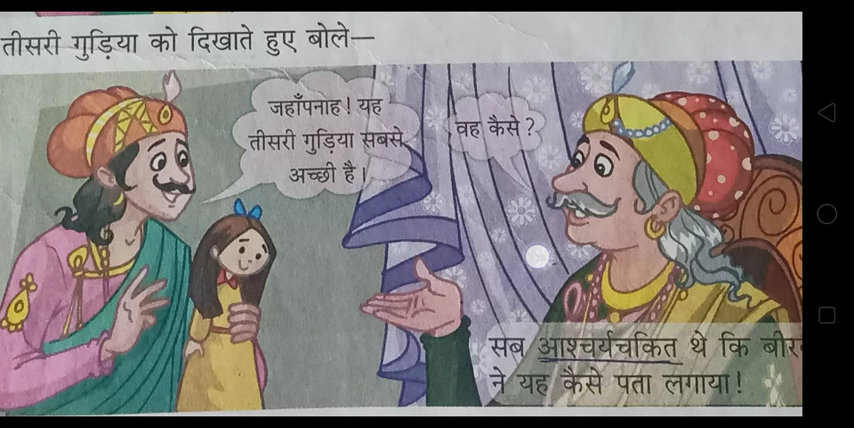 तीसरी गुड़िया को दिखाते हुए बोले—
जहाँपनाह! यह
तीसरी गुड़िया सबसे
अच्छी है।
वह कैसे?
सब आश्चर्यचकित थे कि बीर
ने यह कैसे पता लगाया!